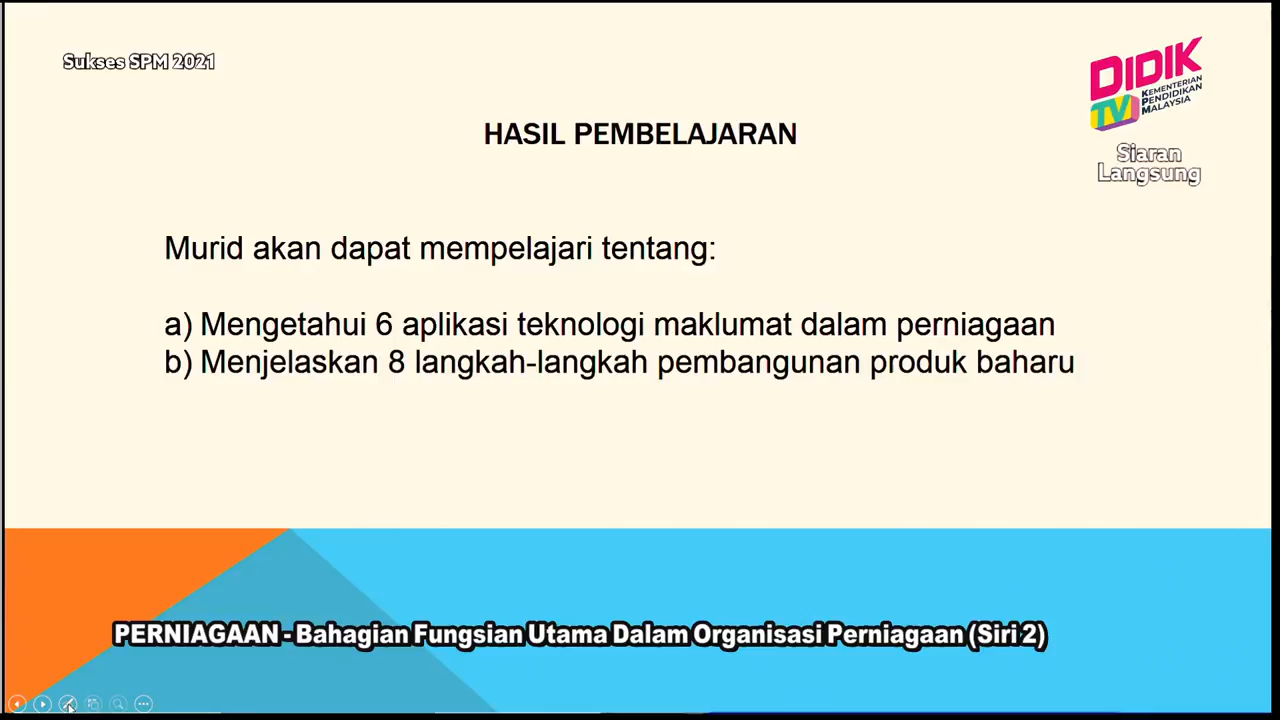 Sukses SPM 2021
DIDIK
TV
KEMENTERIAN
PENDIDIKAN
MALAYSIA
Siaran
Langsung
HASIL PEMBELAJARAN
Murid akan dapat mempelajari tentang:
a) Mengetahui 6 aplikasi teknologi maklumat dalam perniagaan
b) Menjelaskan 8 langkah-langkah pembangunan produk baharu
PERNIAGAAN - Bahagian Fungsian Utama Dalam Organisasi Perniagaan (Siri 2)